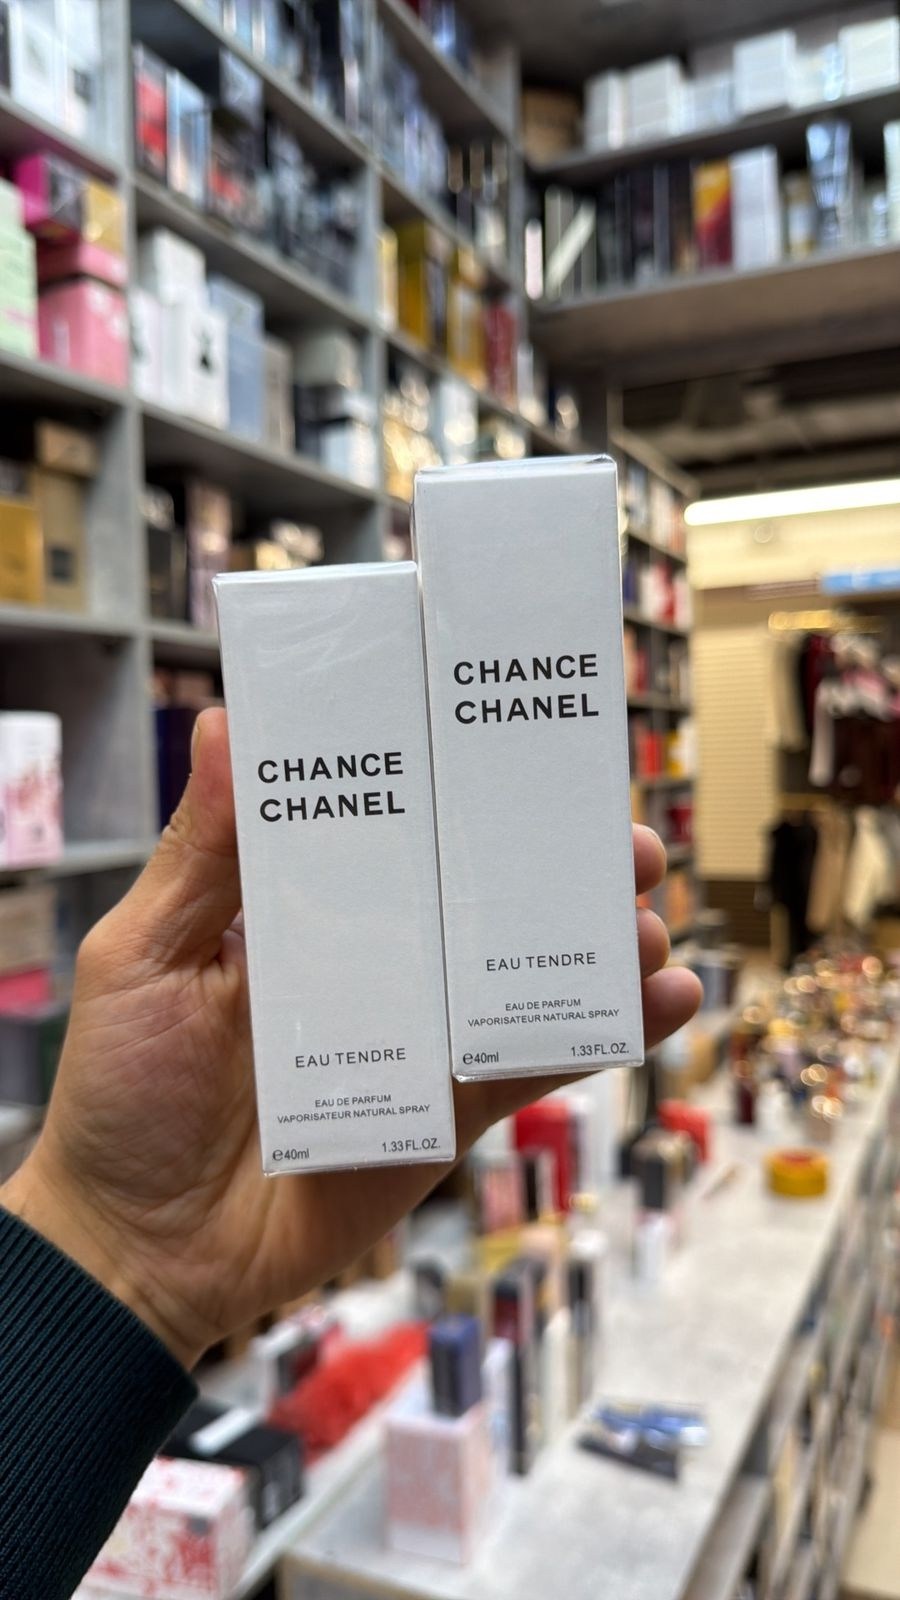 CHANCE
CHANEL
EAU TENDRE
EAU DE PARFUM
VAPORISATEUR NATURAL SPRAY
℮40ml 1.33 FL.OZ.
CHANCE
CHANEL
EAU TENDRE
EAU DE PARFUM
VAPORISATEUR NATURAL SPRAY
℮40ml 1.33 FL.OZ.